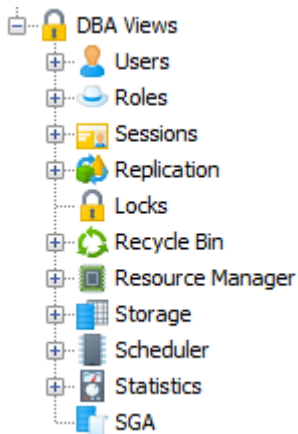 DBA Views
Users
Roles
Sessions
Replication
Locks
Recycle Bin
Resource Manager
Storage
Scheduler
Statistics
SGA